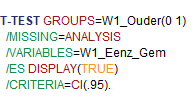 T-TEST GROUPS=W1_Ouder(0 1)
/MISSING=ANALYSIS
/VARIABLES=W1_Eenz_Gem
/ES DISPLAY(TRUE)
/CRITERIA=CI(.95).